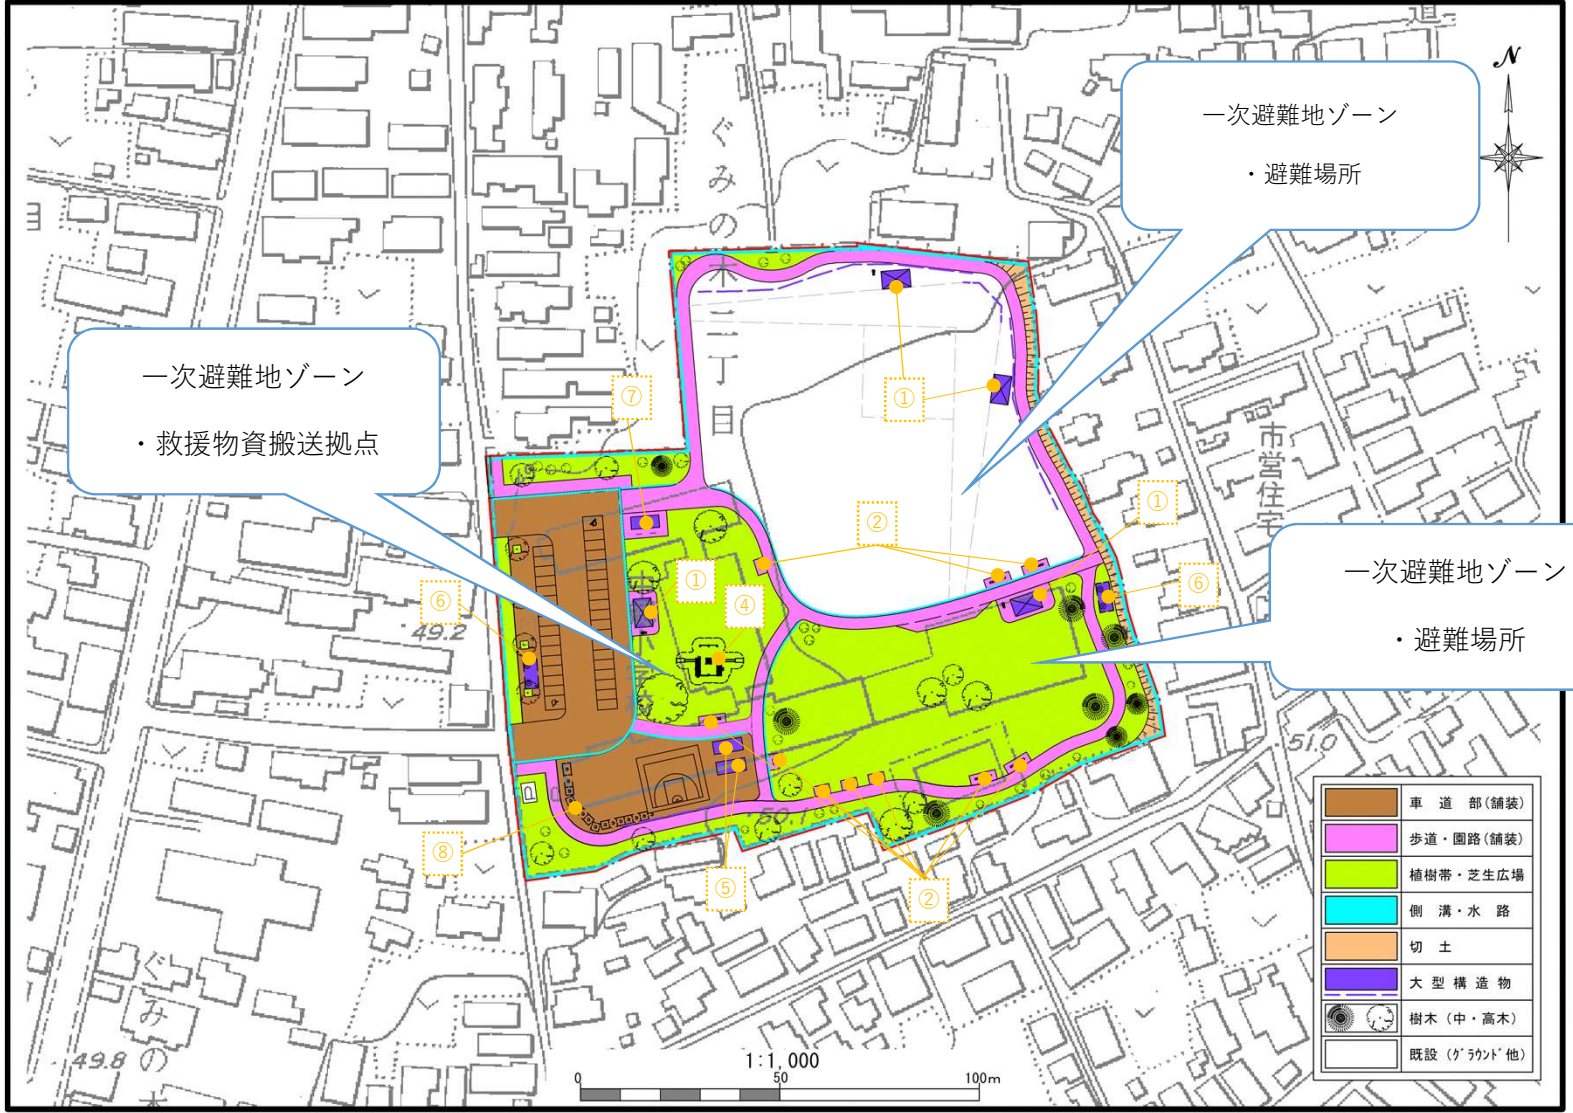 道
N
一次避難地ゾーン
・避難場所
ぐみの木三丁目
一次避難地ゾーン
・救援物資搬送拠点
⑦
①
市営住宅
②
①
一次避難地ゾーン
・避難場所
①
④
⑥
⑥
49.2
51.0
50.1
⑧
⑤
②
車道部(舗装)
歩道・園路(舗装)
植樹帯・芝生広場
側溝・水路
切土
大型構造物
樹木(中・高木)
既設(グラウンド他)
ぐみの木
49.8
1:1,000
0 50 100m